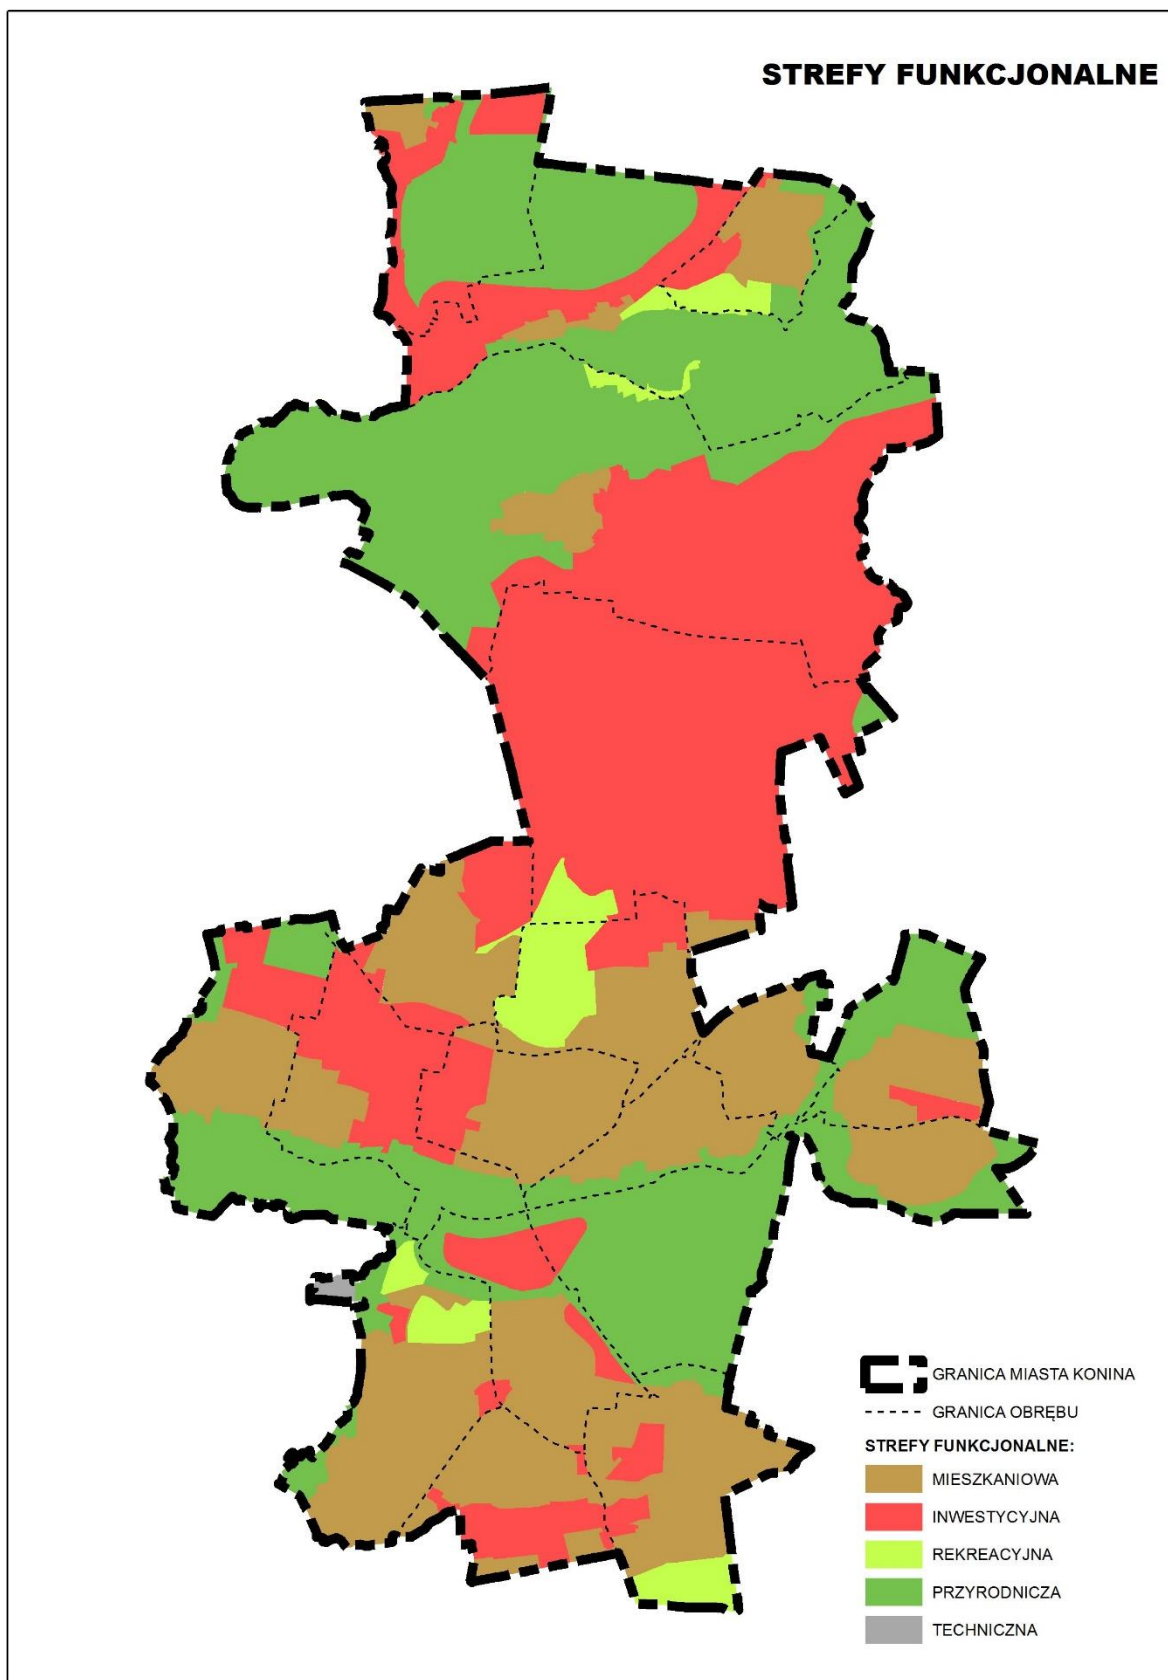 STREFY FUNKCJONALNE
GRANICA MIASTA KONINA
GRANICA OBRĘBU
STREFY FUNKCJONALNE:
MIESZKANIOWA
INWESTYCYJNA
REKREACYJNA
PRZYRODNICZA
TECHNICZNA